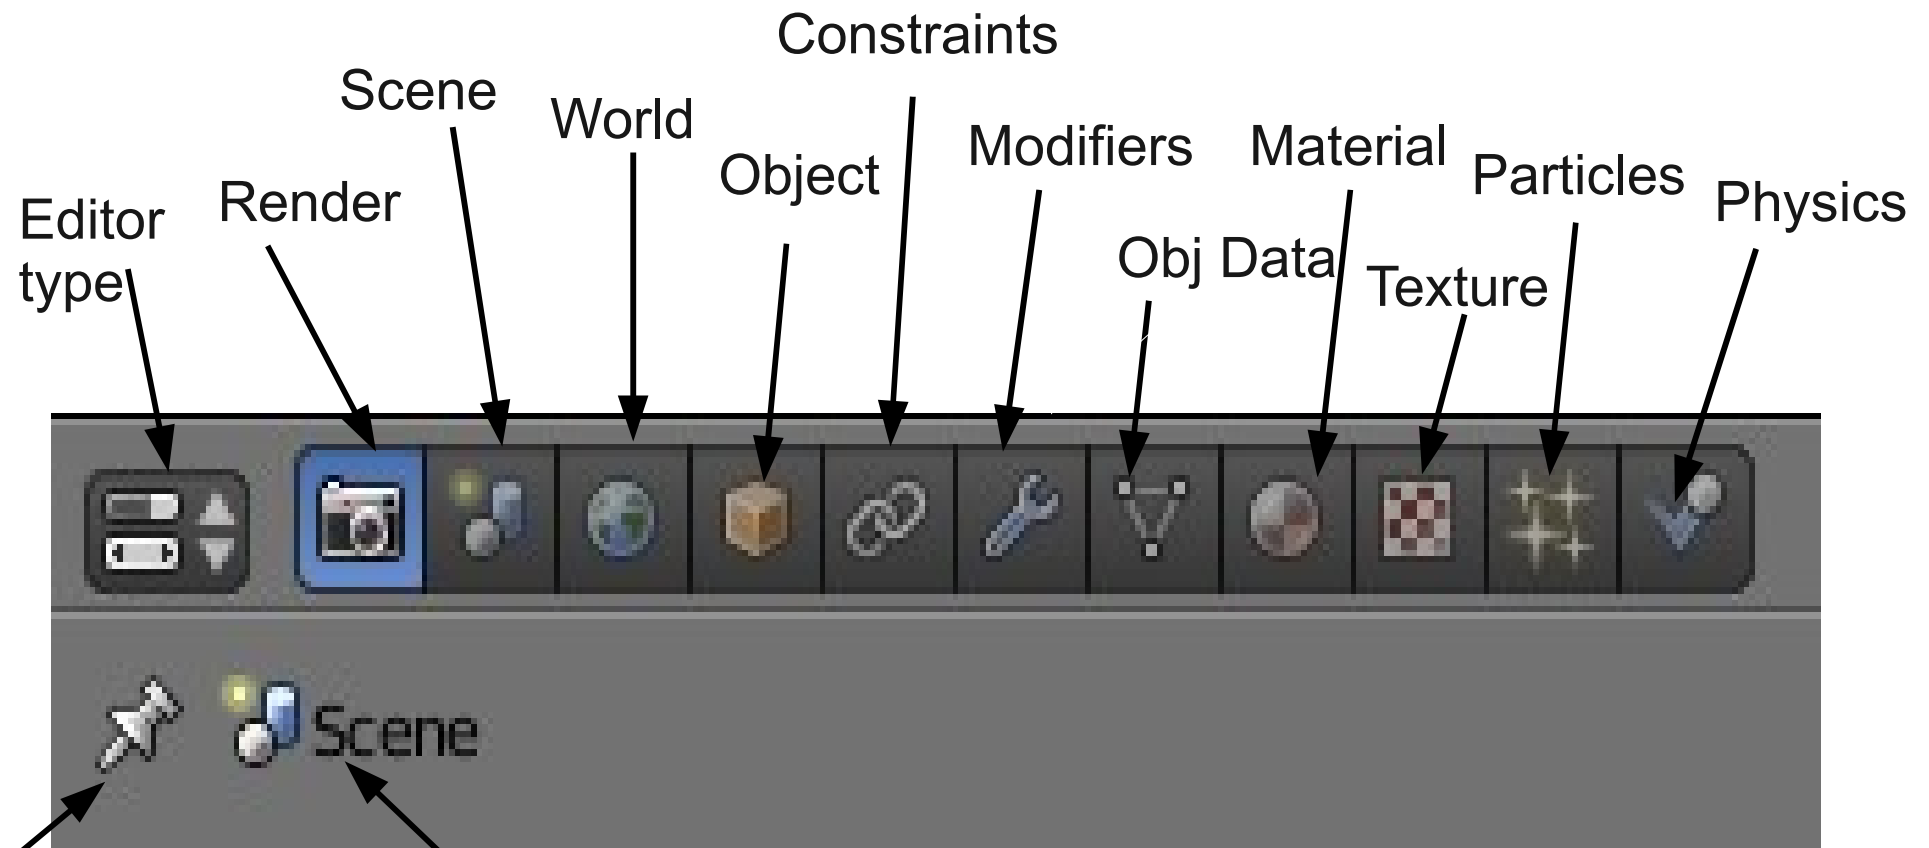 Constraints
Scene
World
Modifiers
Material
Object
Particles
Render
Physics
Editor
type
Obj Data
Texture
Scene